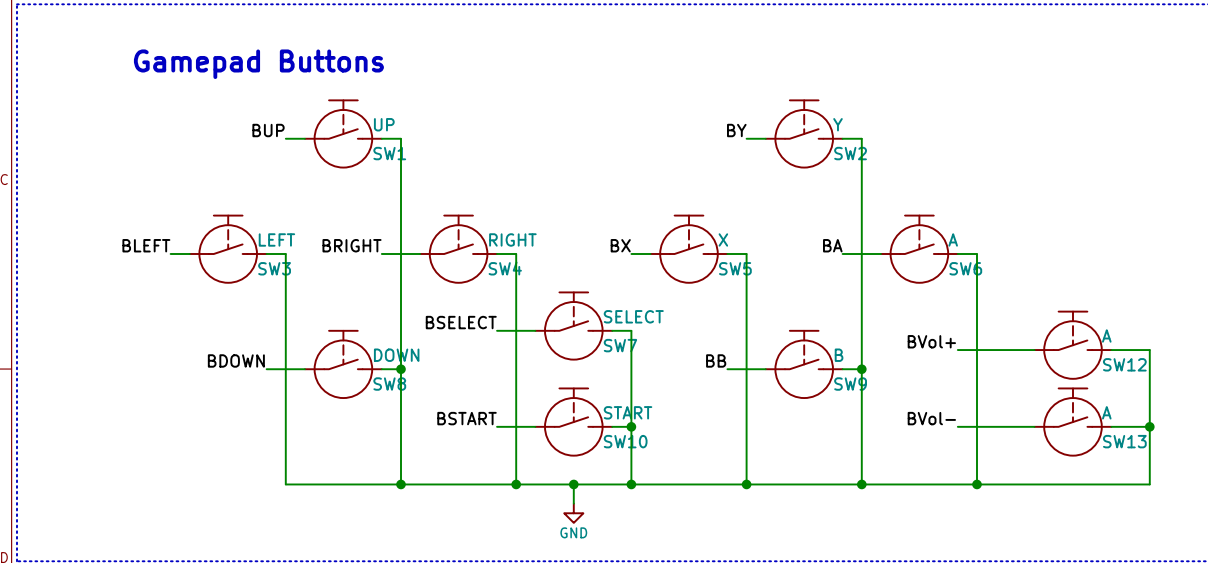 Gamepad Buttons
BUP
UP
SW1
BY
Y
SW2
C
BLEFT
LEFT
SW3
BRIGHT
RIGHT
SW4
BX
X
SW5
BA
A
SW6
BSELECT
SELECT
SW7
BVol+
A
SW12
BDOWN
DOWN
SW8
BB
B
SW9
BSTART
START
SW10
BVol−
A
SW13
GND
D